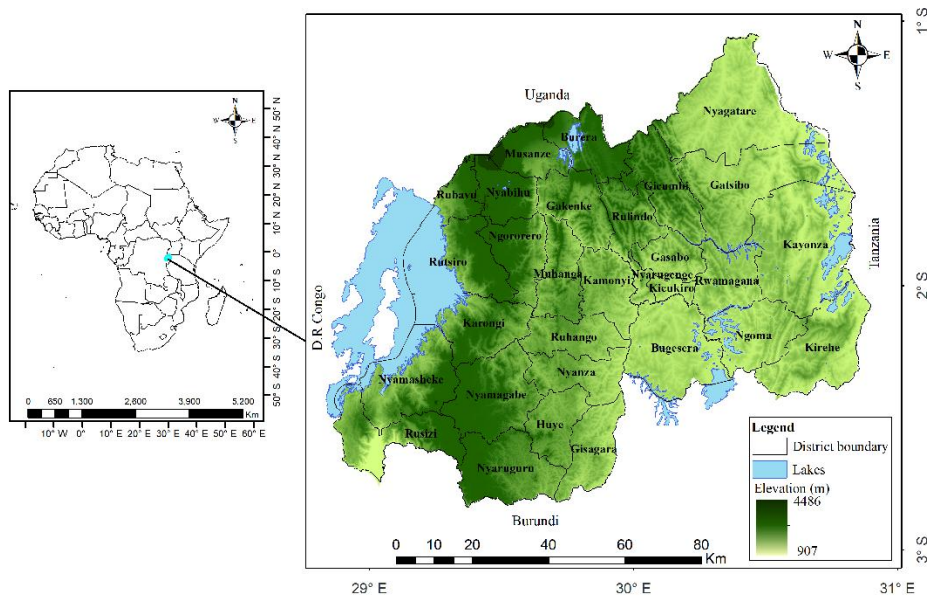 N
W E
S
50° N
40° N
30° N
20° N
10° N
0°
10° S
20° S
30° S
40° S
50° S
0 650 1,300 2,600 3,900 5,200
Km
10° W 0° 10° E 20° E 30° E 40° E 50° E 60° E
N
W E
S
1° S
2° S
3° S
29° E 30° E 31° E
Uganda
Tanzania
D.R Congo
Burundi
Nyagatare
Burera
Musanze
Gicumbi
Gatsibo
Rubavu
Nyabihu
Gakenke
Rulindo
Ngororero
Kayonza
Rutsiro
Gasabo
Muhanga
Kamonyi
Nyarugenge
Kicukiro
Rwamagana
Karongi
Ruhango
Bugesera
Ngoma
Kirehe
Nyanza
Nyamasheke
Nyamagabe
Huye
Rusizi
Gisagara
Nyaruguru
Legend
District boundary
Lakes
Elevation (m)
4486
907
0 10 20 40 60 80
Km